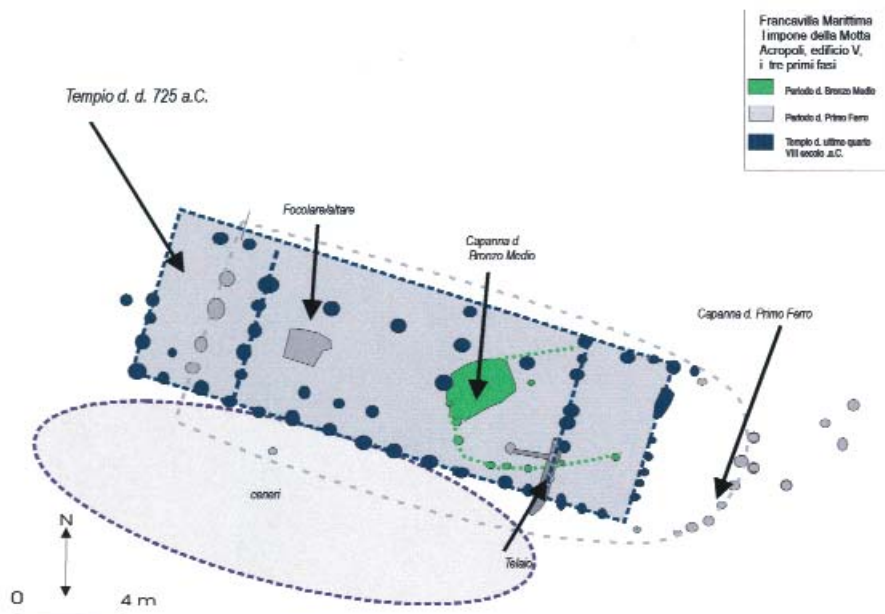 Francavilla Marittima
Timpone della Motta
Acropoli, edificio V,
i tre primi fasi
Periodo d. Bronzo Medio
Periodo d. Primo Ferro
Tempio d. ultimo quarto
VIII secolo .a.C.
Tempio d. d. 725 a.C.
Focolare/altare
Capanna d
Bronzo Medio
Capanna d. Primo Ferro
ceneri
Telaio
N
0 4 m